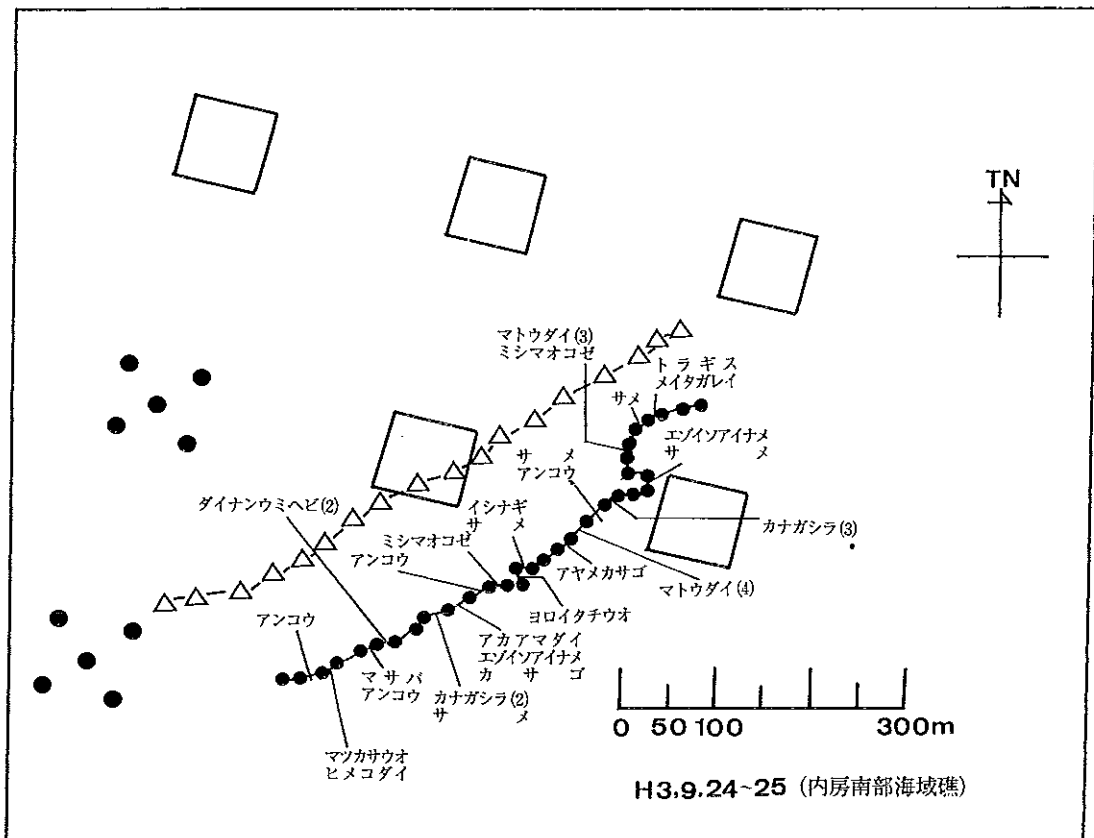 TN
マトウダイ(3)
ミシマオコゼ
トラギス
メイタガレイ
サメ
エゾイソアイナメ
サメ
サメ
アンコウ
ダイナンウミヘビ(2)
イシナギ
サメ
カナガシラ(3)
ミシマオコゼ
アンコウ
アヤメカサゴ
マトウダイ(4)
ヨロイタチウオ
アンコウ
アカアマダイ
エゾイソアイナメ
カサゴ
マサバ
アンコウ
カナガシラ(2)
サメ
マツカサウオ
ヒメコダイ
0 50 100 300m
H3,9.24~25 (内房南部海域礁)